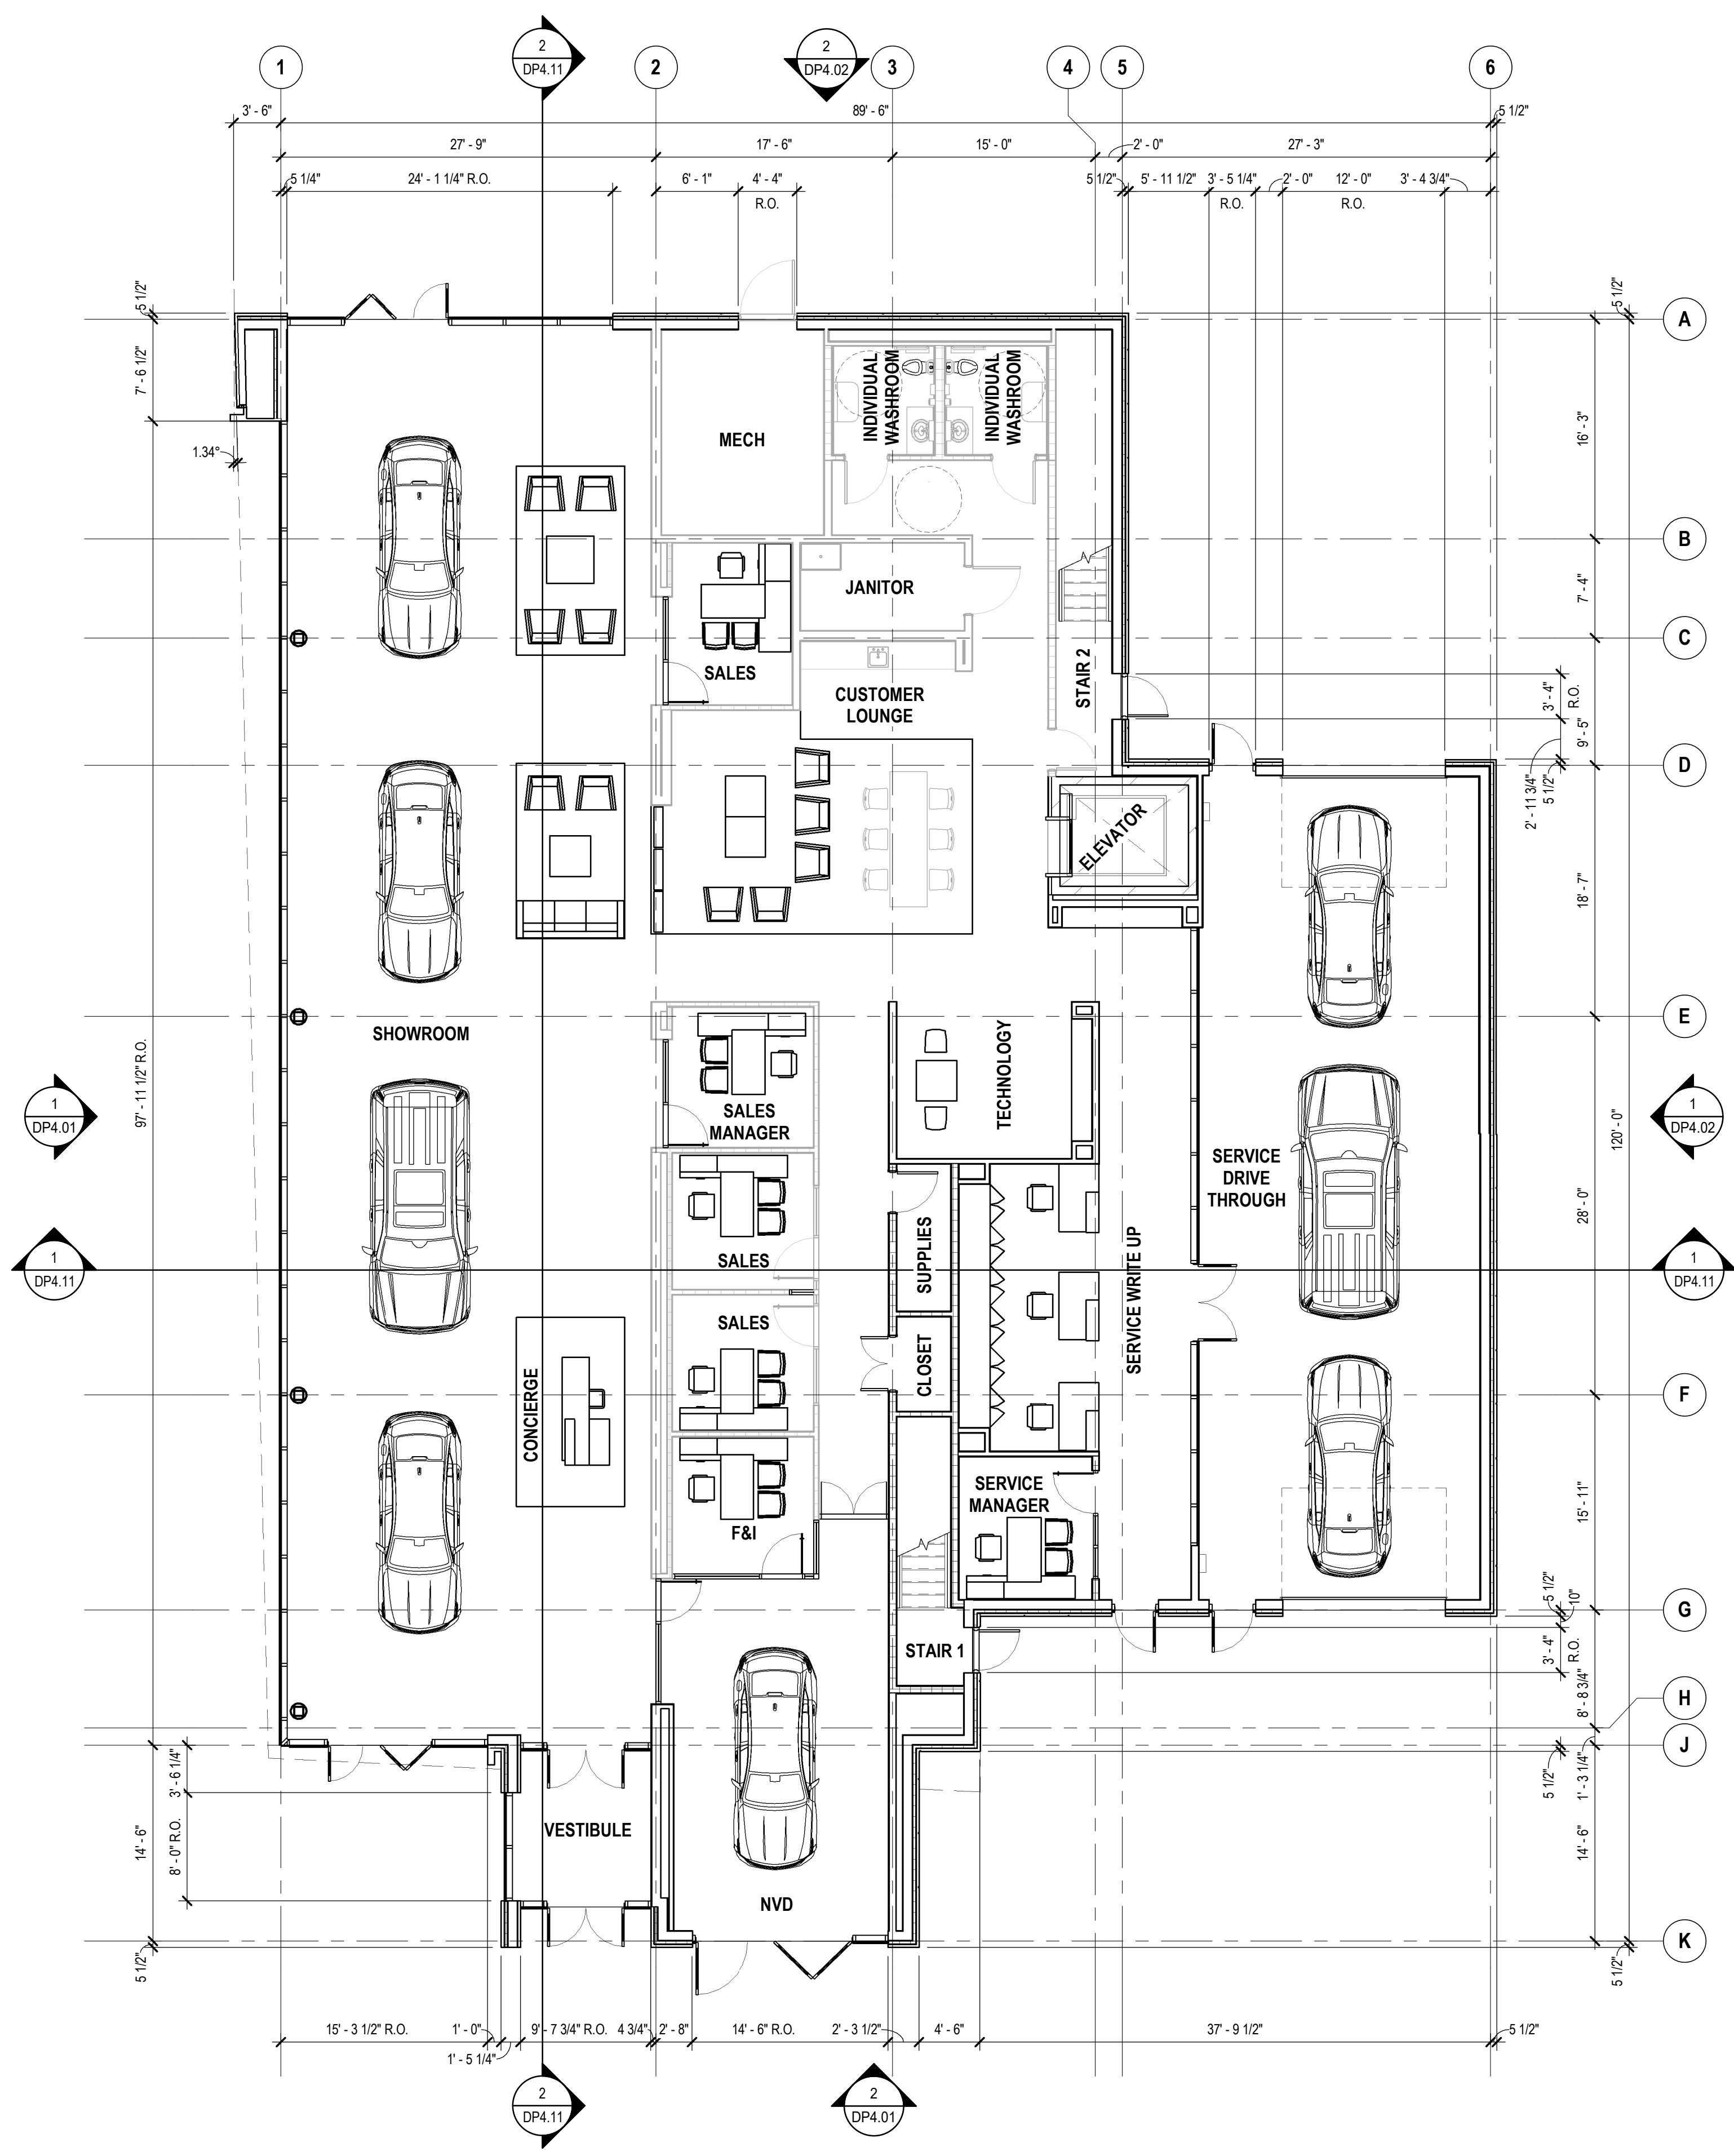 2
DP4.11
2
DP4.02
1
2
3
4
5
6
3' - 6"
89' - 6"
5 1/2"
27' - 9"
17' - 6"
15' - 0"
2' - 0"
27' - 3"
5 1/4"
24' - 1 1/4" R.O.
6' - 1"
4' - 4"
R.O.
5 1/2"
5' - 11 1/2"
3' - 5 1/4"
R.O.
2' - 0"
12' - 0"
R.O.
3' - 4 3/4"
5 1/2"
7' - 6 1/2"
1.34°
97' - 11 1/2" R.O.
14' - 6"
5 1/2"
3' - 6 1/4"
8' - 0" R.O.
A
B
C
D
E
F
G
H
J
K
5 1/2"
16' - 3"
7' - 4"
9' - 5"
3' - 4"
R.O.
2' - 11 3/4"
5 1/2"
18' - 7"
120' - 0"
28' - 0"
15' - 11"
5 1/2"
10"
3' - 4"
R.O.
8' - 8 3/4"
1' - 3 1/4"
5 1/2"
14' - 6"
5 1/2"
MECH
INDIVIDUAL
WASHROOM
INDIVIDUAL
WASHROOM
JANITOR
SALES
CUSTOMER
LOUNGE
STAIR 2
ELEVATOR
SHOWROOM
SALES
MANAGER
TECHNOLOGY
SERVICE
DRIVE
THROUGH
SALES
SUPPLIES
SERVICE WRITE UP
SALES
CLOSET
CONCIERGE
SERVICE
MANAGER
F&I
STAIR 1
VESTIBULE
NVD
1
DP4.01
1
DP4.02
1
DP4.11
1
DP4.11
15' - 3 1/2" R.O.
1' - 0"
1' - 5 1/4"
9' - 7 3/4" R.O.
4 3/4"
2' - 8"
14' - 6" R.O.
2' - 3 1/2"
4' - 6"
37' - 9 1/2"
5 1/2"
2
DP4.11
2
DP4.01